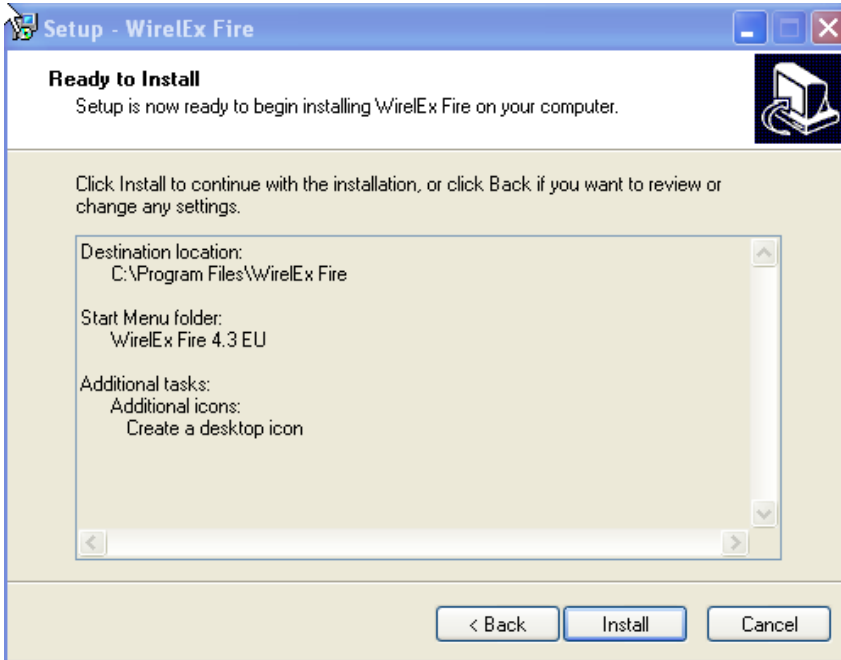 Setup - WirelEx Fire
Ready to Install
Setup is now ready to begin installing WirelEx Fire on your computer.
Click Install to continue with the installation, or click Back if you want to review or
change any settings.
Destination location:
C:\Program Files\WirelEx Fire
Start Menu folder:
WirelEx Fire 4.3 EU
Additional tasks:
Additional icons:
Create a desktop icon
< Back
Install
Cancel